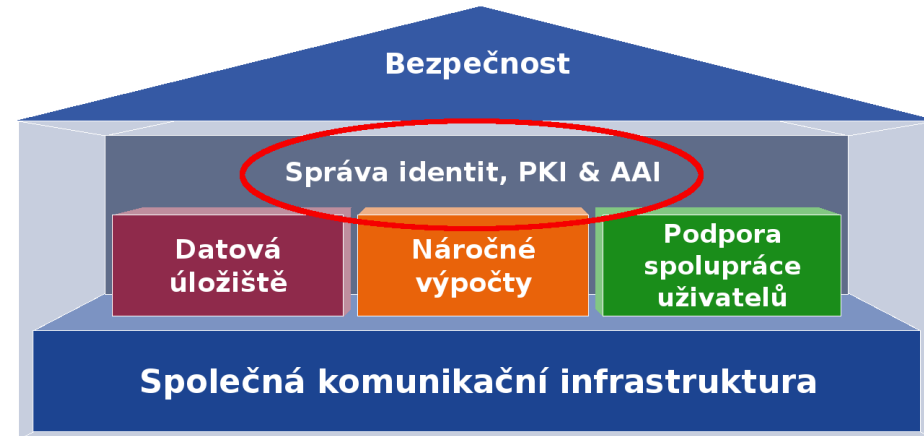 Bezpečnost
Správa identit, PKI & AAI
Datová
úložiště
Náročné
výpočty
Podpora
spolupráce
uživatelů
Společná komunikační infrastruktura